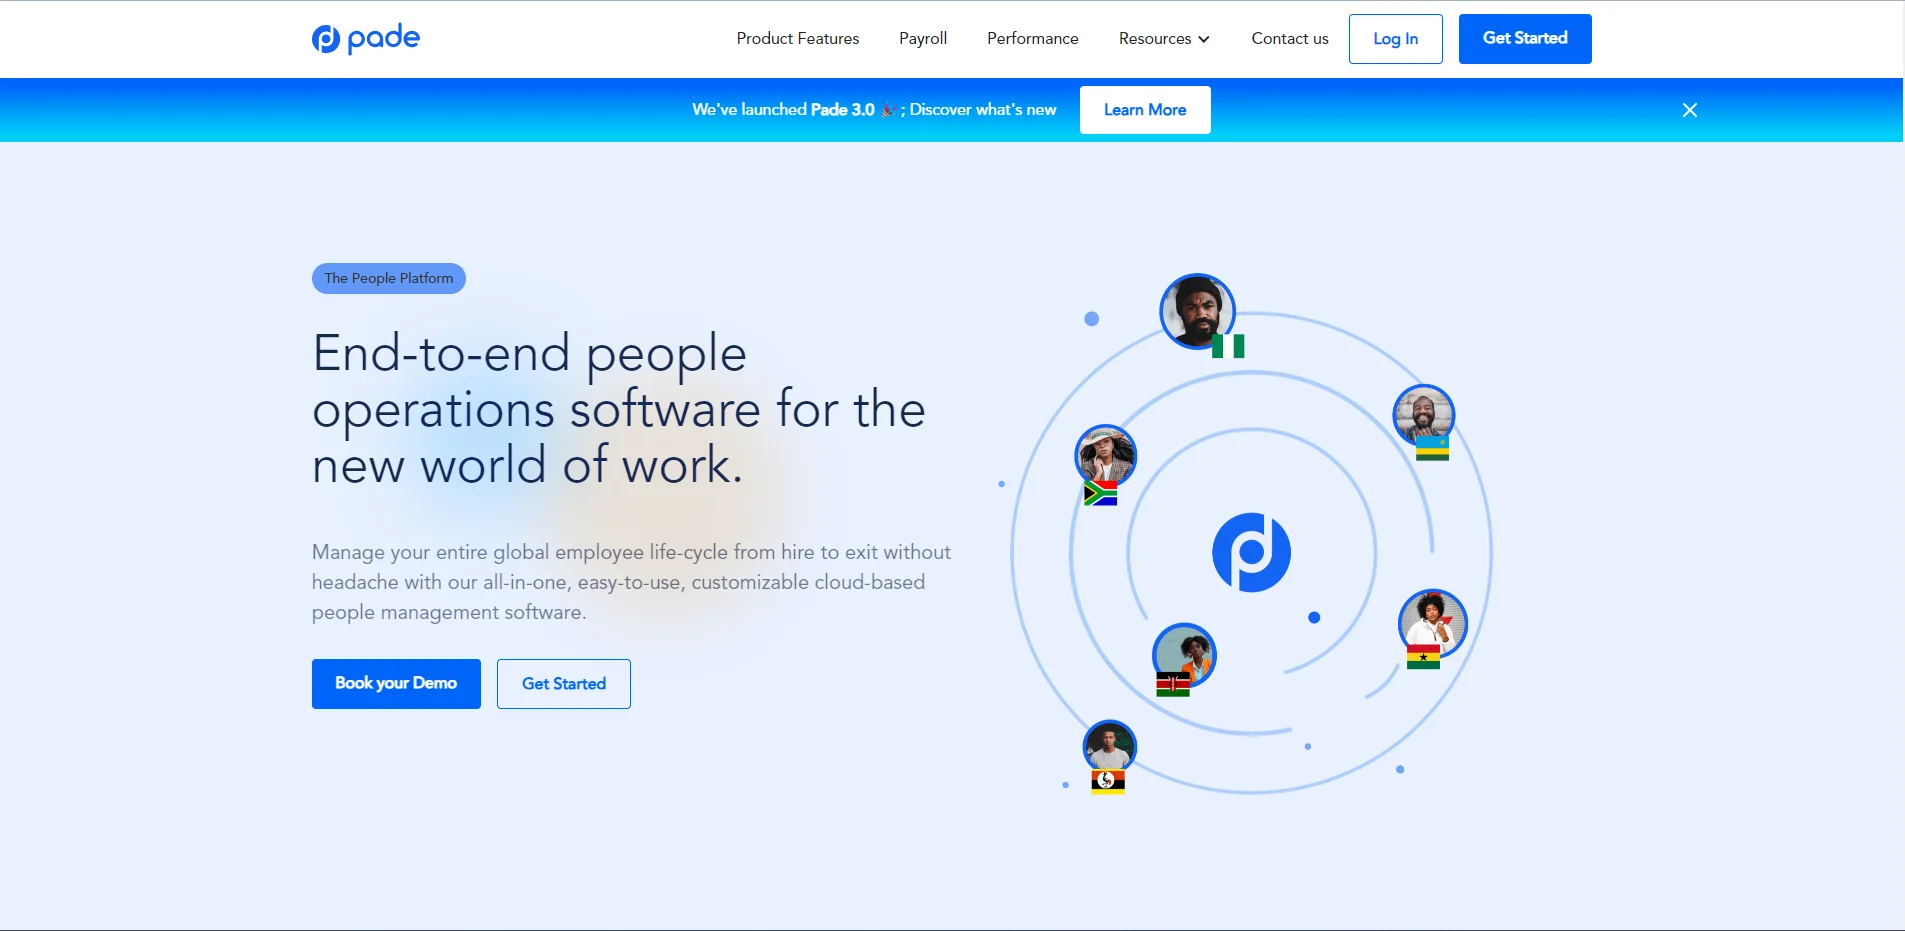 pade
Product Features
Payroll
Performance
Resources
Contact us
Log In
Get Started
We've launched Pade 3.0 🎉 ; Discover what's new
Learn More
The People Platform
End-to-end people
operations software for the
new world of work.
Manage your entire global employee life-cycle from hire to exit without
headache with our all-in-one, easy-to-use, customizable cloud-based
people management software.
Book your Demo
Get Started